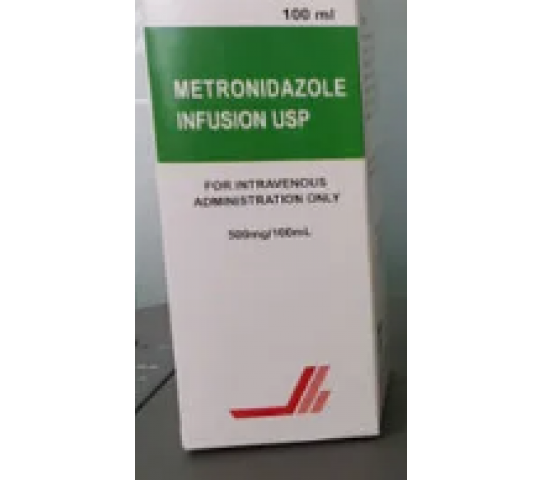 100 ml
METRONIDAZOLE
INFUSION USP
FOR INTRAVENOUS
ADMINISTRATION ONLY
500mg/100mL